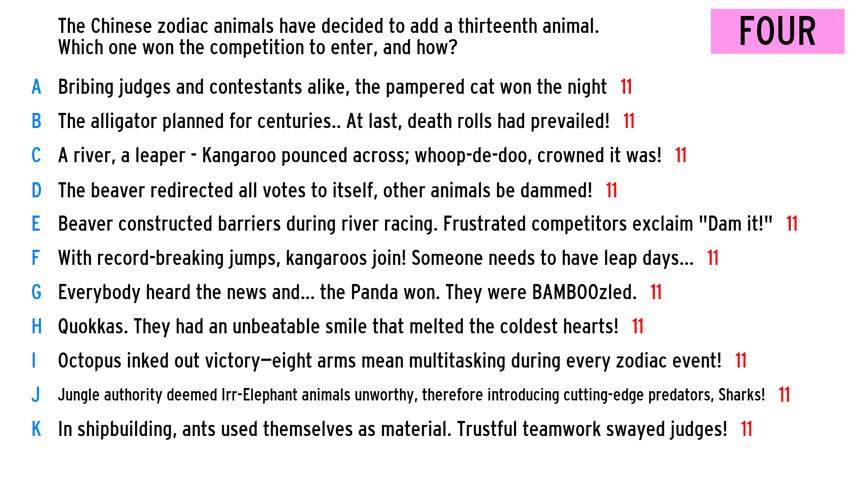 The Chinese zodiac animals have decided to add a thirteenth animal.
Which one won the competition to enter, and how?
FOUR
A Bribing judges and contestants alike, the pampered cat won the night 11
B The alligator planned for centuries.. At last, death rolls had prevailed! 11
C A river, a leaper - Kangaroo pounced across; whoop-de-doo, crowned it was! 11
D The beaver redirected all votes to itself, other animals be dammed! 11
E Beaver constructed barriers during river racing. Frustrated competitors exclaim "Dam it!" 11
F With record-breaking jumps, kangaroos join! Someone needs to have leap days... 11
G Everybody heard the news and... the Panda won. They were BAMBOOzled. 11
H Quokkas. They had an unbeatable smile that melted the coldest hearts! 11
I Octopus inked out victory—eight arms mean multitasking during every zodiac event! 11
J Jungle authority deemed Irr-Elephant animals unworthy, therefore introducing cutting-edge predators, Sharks! 11
K In shipbuilding, ants used themselves as material. Trustful teamwork swayed judges! 11